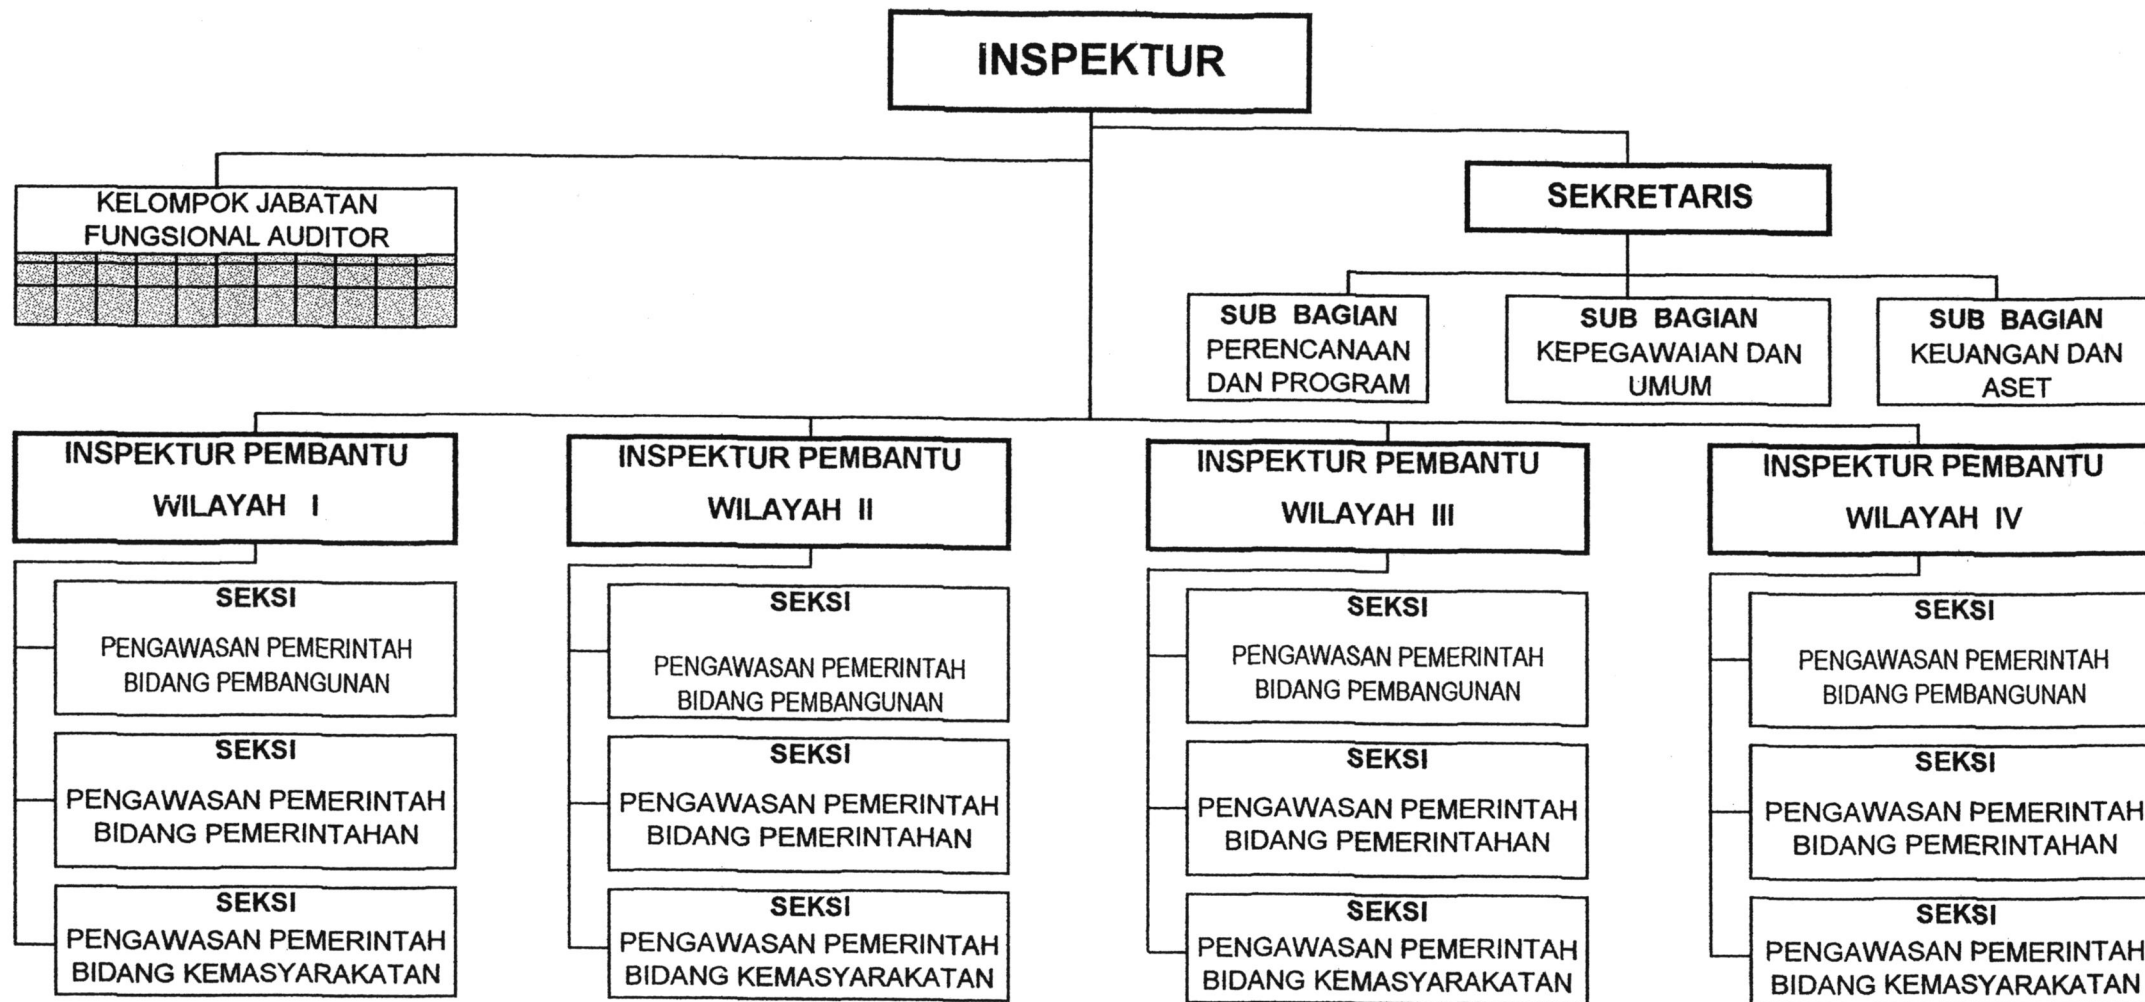 INSPEKTUR
SEKRETARIS
KELOMPOK JABATAN
FUNGSIONAL AUDITOR
SUB BAGIAN
PERENCANAAN
DAN PROGRAM
SUB BAGIAN
KEPEGAWAIAN DAN
UMUM
SUB BAGIAN
KEUANGAN DAN
ASET
INSPEKTUR PEMBANTU
WILAYAH I
INSPEKTUR PEMBANTU
WILAYAH II
INSPEKTUR PEMBANTU
WILAYAH III
INSPEKTUR PEMBANTU
WILAYAH IV
SEKSI
PENGAWASAN PEMERINTAH
BIDANG PEMBANGUNAN
SEKSI
PENGAWASAN PEMERINTAH
BIDANG PEMBANGUNAN
SEKSI
PENGAWASAN PEMERINTAH
BIDANG PEMBANGUNAN
SEKSI
PENGAWASAN PEMERINTAH
BIDANG PEMBANGUNAN
SEKSI
PENGAWASAN PEMERINTAH
BIDANG PEMERINTAHAN
SEKSI
PENGAWASAN PEMERINTAH
BIDANG PEMERINTAHAN
SEKSI
PENGAWASAN PEMERINTAH
BIDANG PEMERINTAHAN
SEKSI
PENGAWASAN PEMERINTAH
BIDANG PEMERINTAHAN
SEKSI
PENGAWASAN PEMERINTAH
BIDANG KEMASYARAKATAN
SEKSI
PENGAWASAN PEMERINTAH
BIDANG KEMASYARAKATAN
SEKSI
PENGAWASAN PEMERINTAH
BIDANG KEMASYARAKATAN
SEKSI
PENGAWASAN PEMERINTAH
BIDANG KEMASYARAKATAN